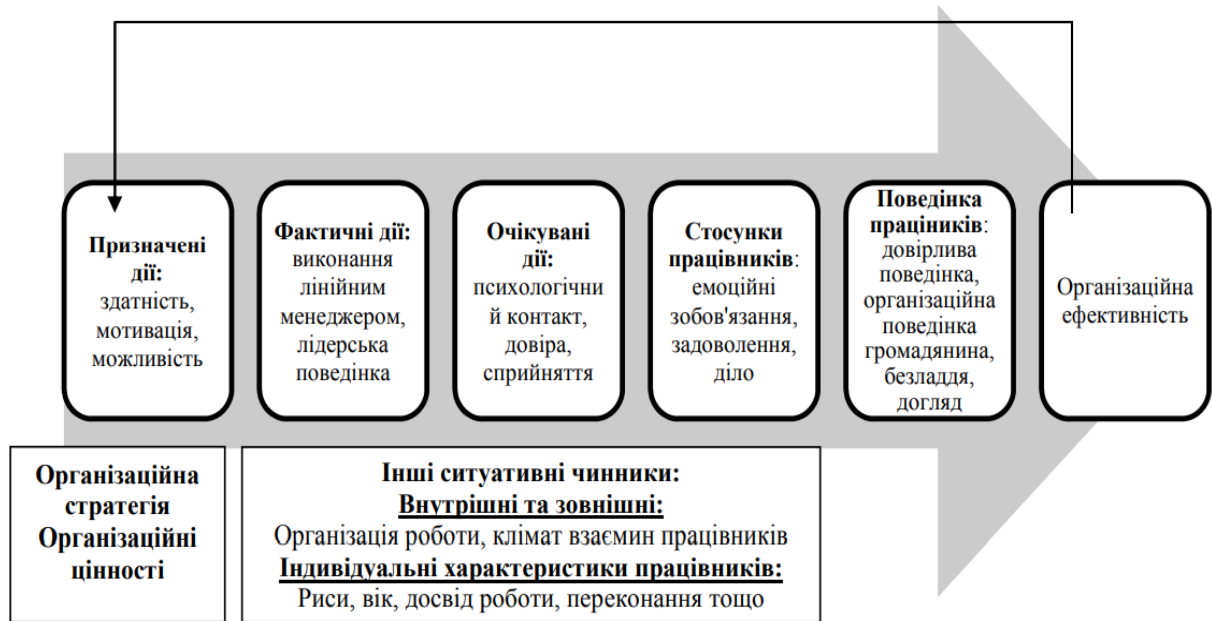 Призначені
дії:
здатність,
мотивація,
можливість
Фактичні дії:
виконання
лінійним
менеджером,
лідерська
поведінка
Очікувані
дії:
психологічни
й контакт,
довіра,
сприйняття
Стосунки
працівників:
емоційні
зобов'язання,
задоволення,
діло
Поведінка
праціників:
довірлива
поведінка,
організаційна
поведінка
громадянина,
безладдя,
догляд
Організаційна
ефективність
Організаційна
стратегія
Організаційні
цінності
Інші ситуативні чинники:
Внутрішні та зовнішні:
Організація роботи, клімат взаємин працівників
Індивідуальні характеристики працівників:
Риси, вік, досвід роботи, переконання тощо